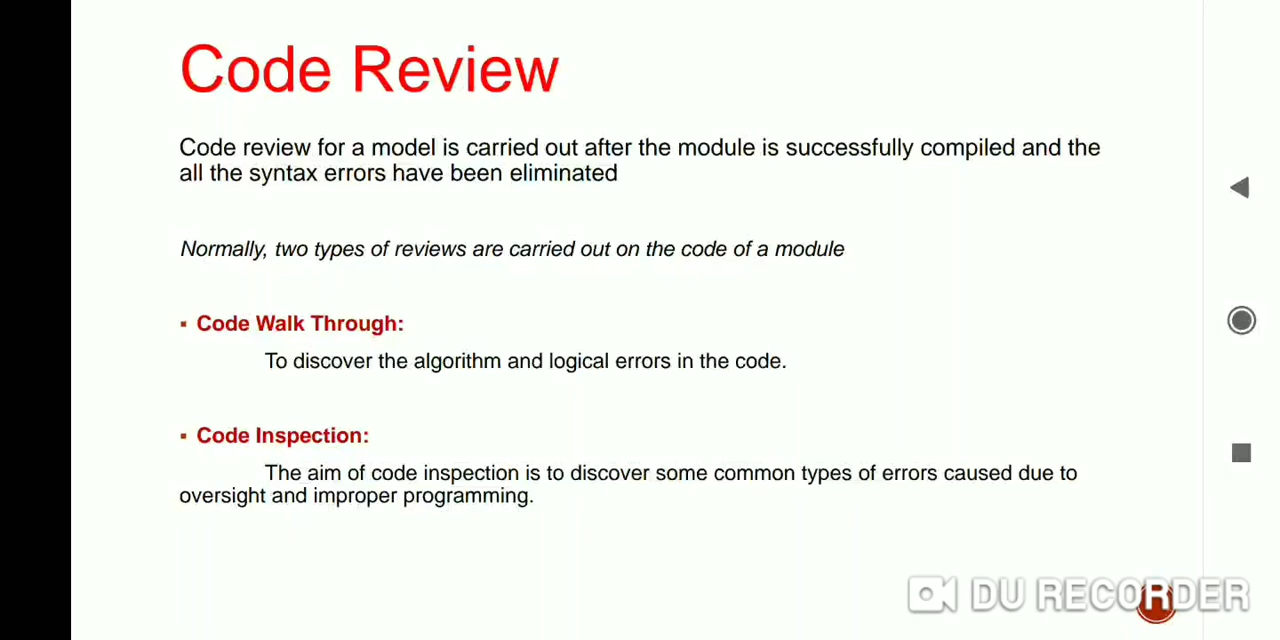 Code Review
Code review for a model is carried out after the module is successfully compiled and the
all the syntax errors have been eliminated
Normally, two types of reviews are carried out on the code of a module
▪ Code Walk Through:
To discover the algorithm and logical errors in the code.
▪ Code Inspection:
The aim of code inspection is to discover some common types of errors caused due to
oversight and improper programming.
DU RECORDER